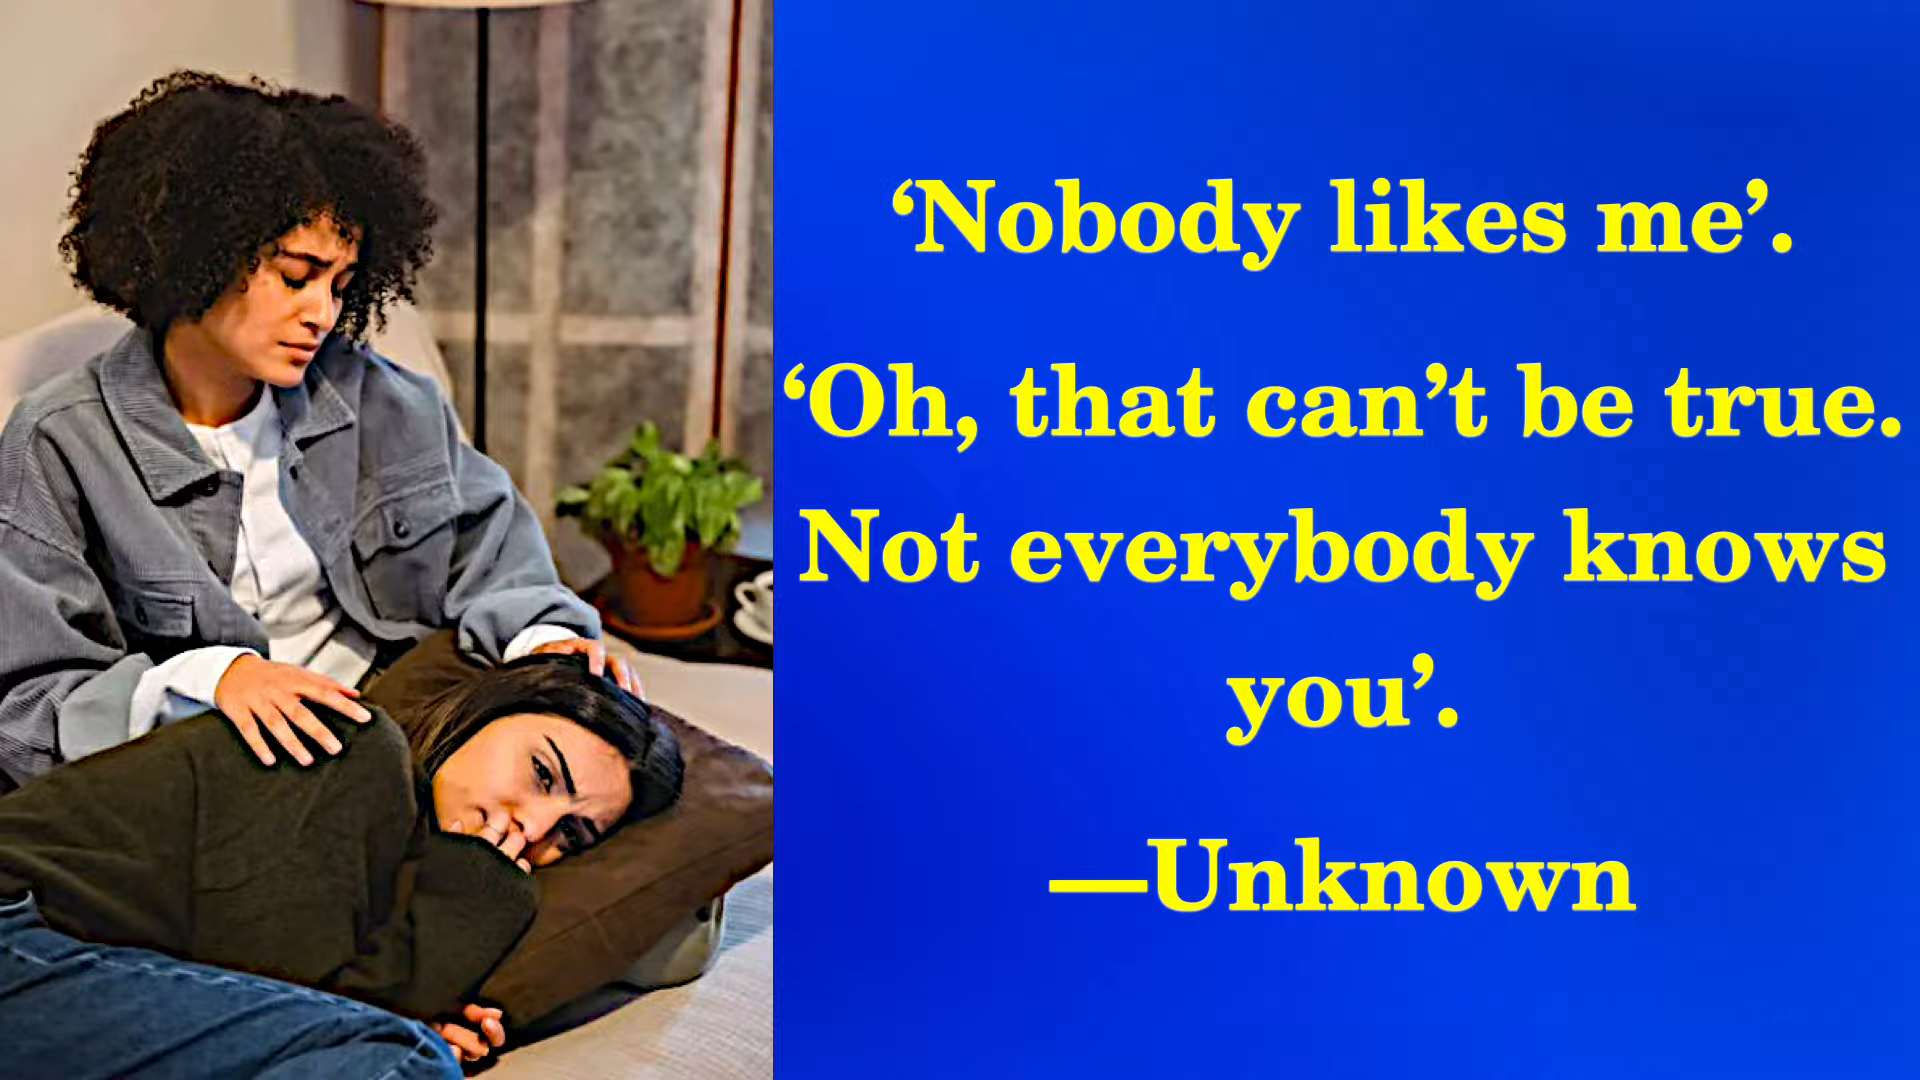 ‘Nobody likes me’.
‘Oh, that can’t be true.
Not everybody knows
you’.
—Unknown